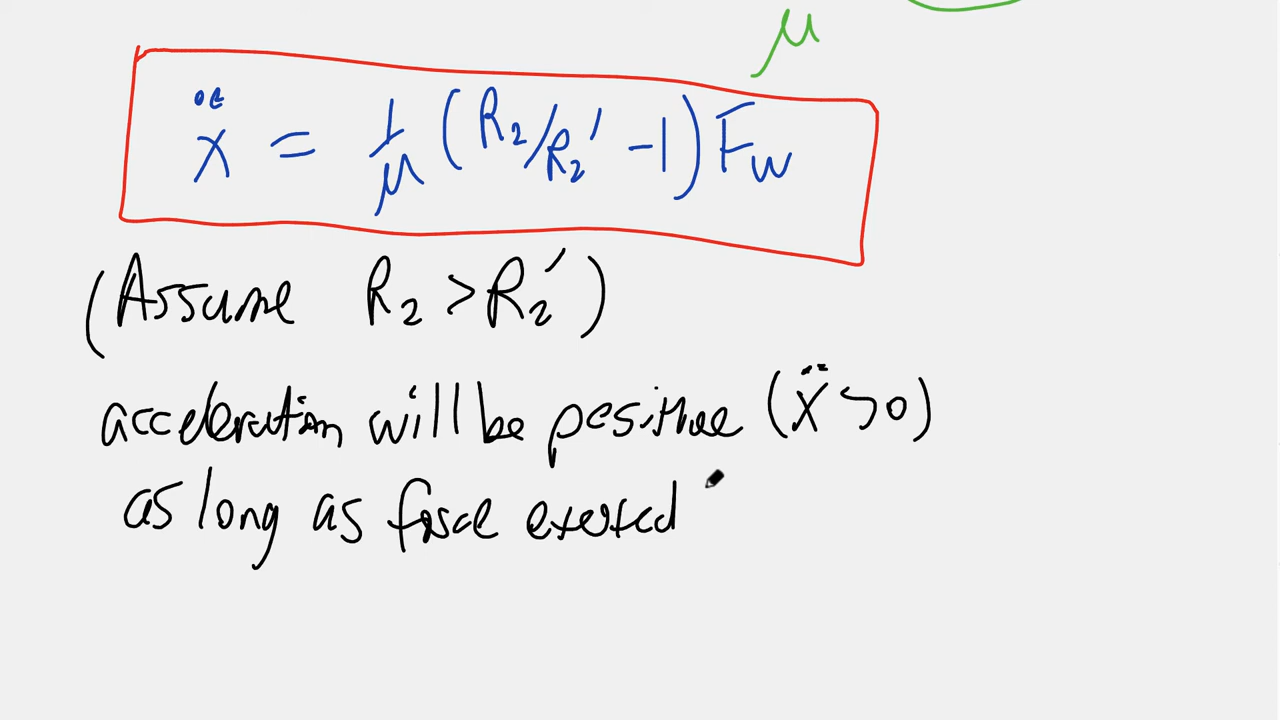 μ
ẍ = 1/μ (R₂/R₂′ -1) F_w
(Assume R₂ > R₂′)
acceleration will be positive (ẍ > 0)
as long as force exerted